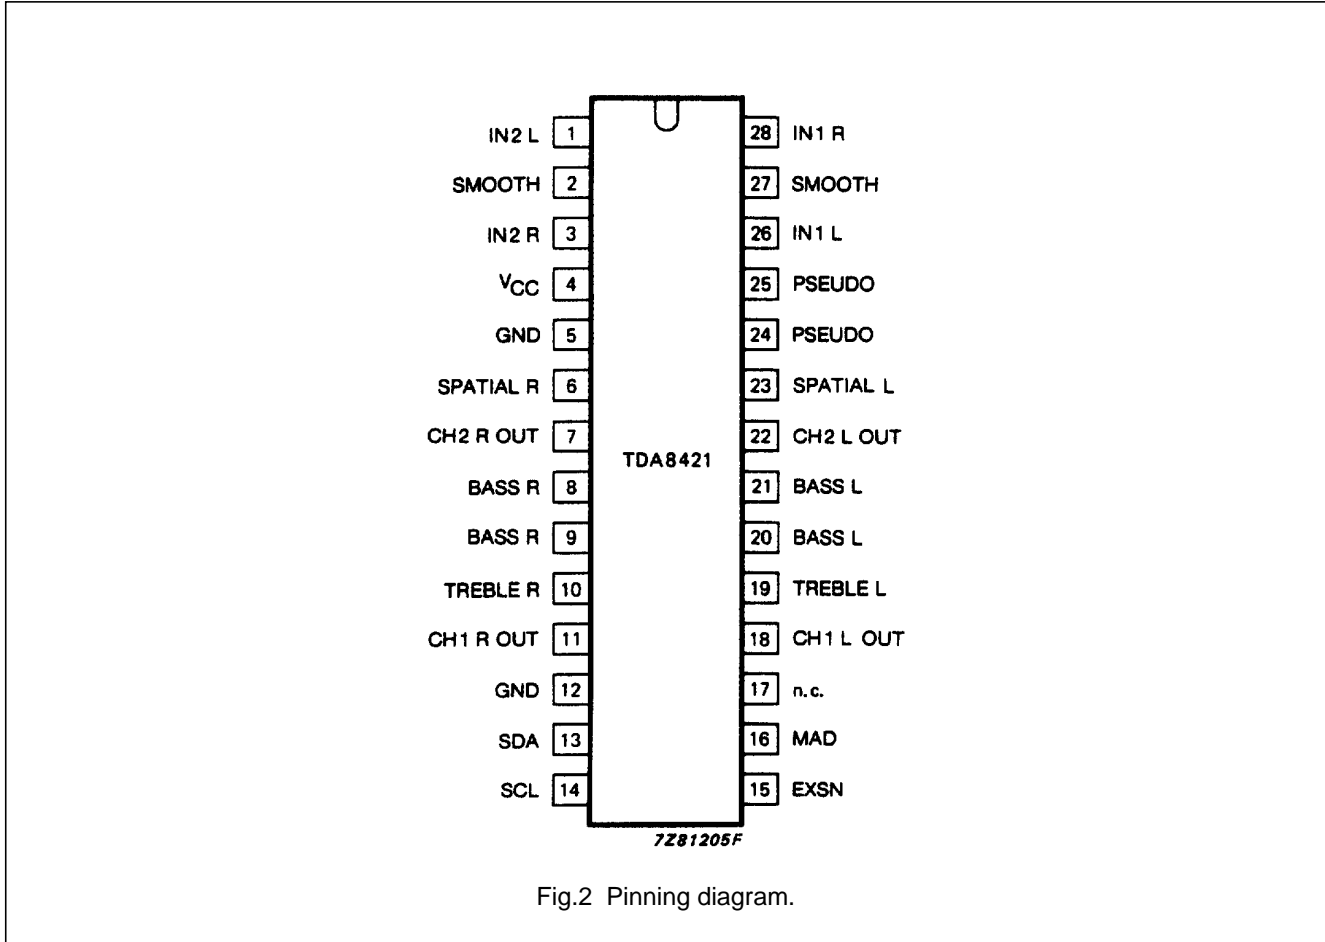 IN2 L 1 28 IN1 R
SMOOTH 2 27 SMOOTH
IN2 R 3 26 IN1 L
VCC 4 25 PSEUDO
GND 5 24 PSEUDO
SPATIAL R 6 23 SPATIAL L
CH2 R OUT 7 22 CH2 L OUT
TDA8421
BASS R 8 21 BASS L
BASS R 9 20 BASS L
TREBLE R 10 19 TREBLE L
CH1 R OUT 11 18 CH1 L OUT
GND 12 17 n.c.
SDA 13 16 MAD
SCL 14 15 EXSN
7Z81205F
Fig.2 Pinning diagram.